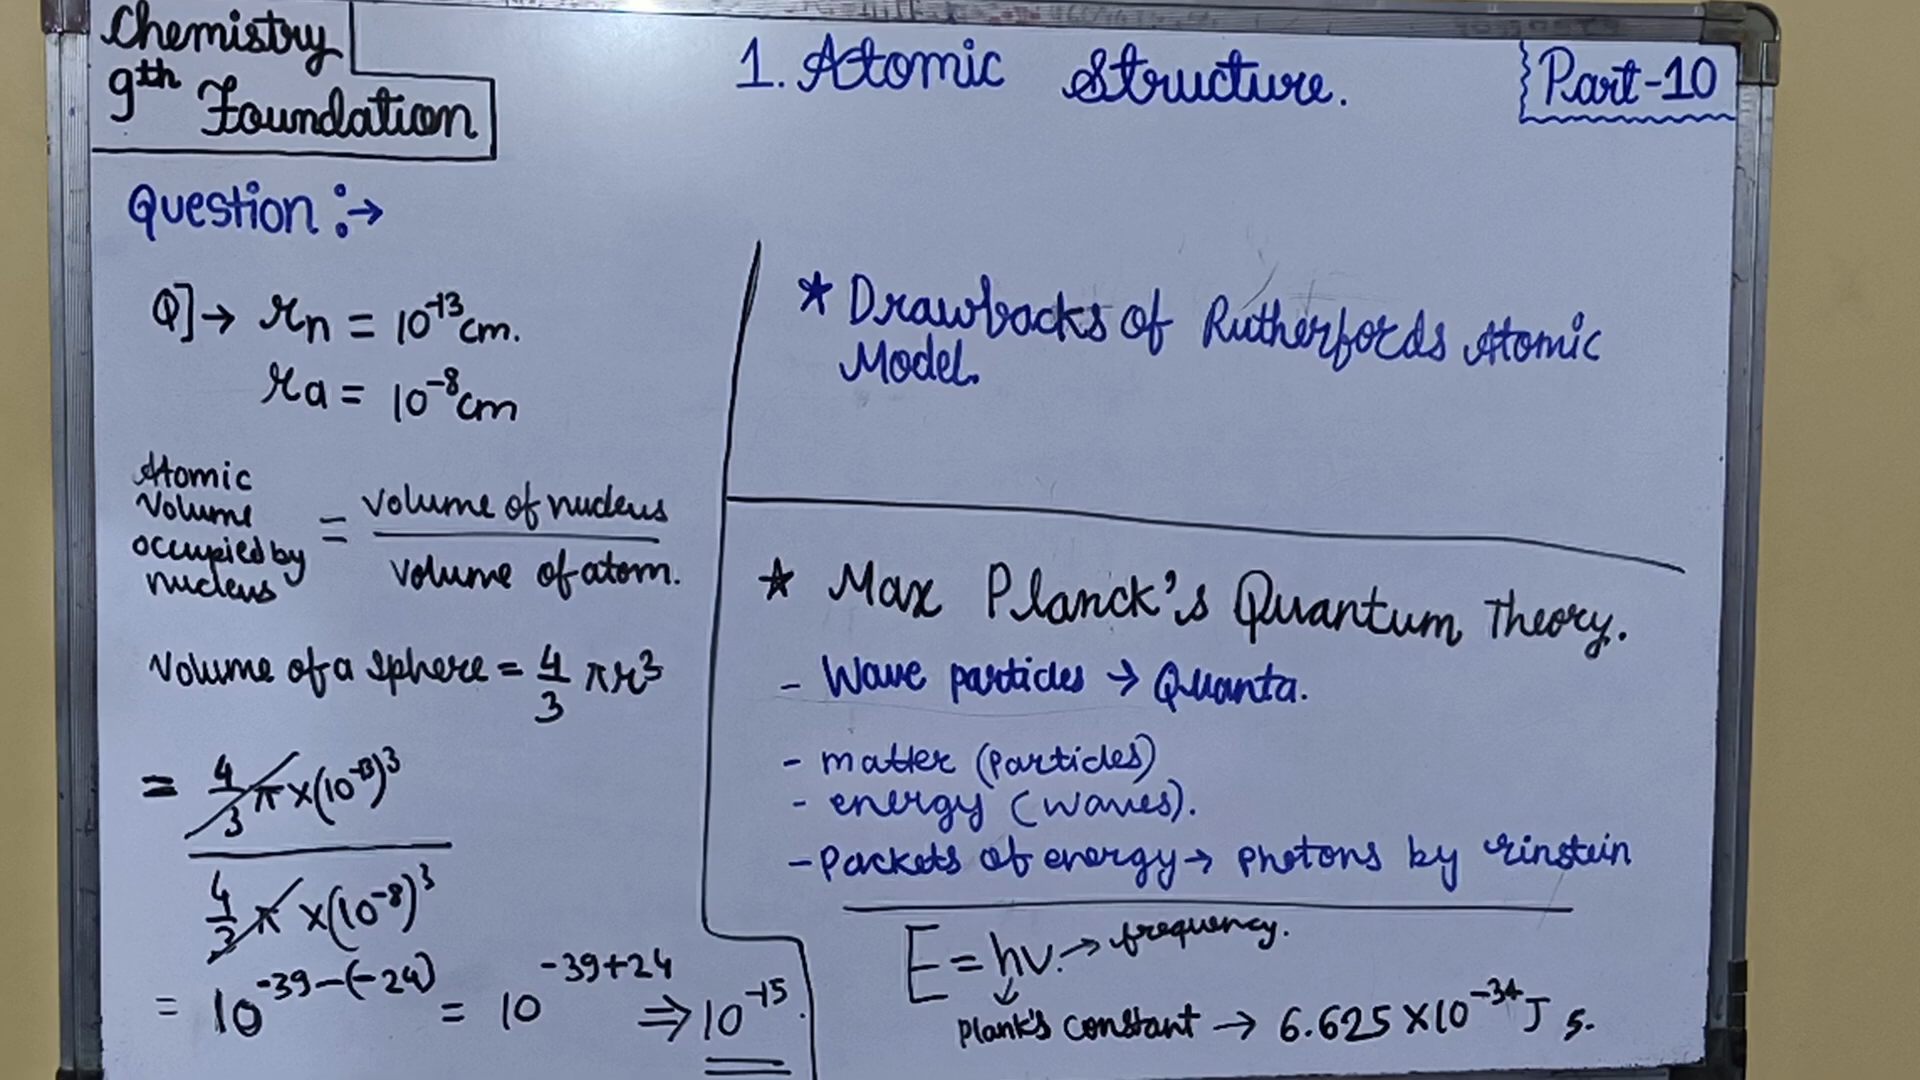 Chemistry
9th Foundation
1. Atomic Structure.
Part-10
Question :→
Q]→ rn = 10^-13 cm.
ra = 10^-8 cm
Atomic
Volume
occupied by
nucleus
= volume of nucleus
volume of atom.
Volume of a sphere = 4/3 πr³
= 4/3 π×(10^-13)³
4/3 π ×(10^-8)³
= 10^-39-(-24) = 10^-39+24 ⇒ 10^-15.
* Drawbacks of Rutherfords Atomic
Model.
* Max Planck's Quantum Theory.
- Wave particles → Quanta.
- matter (particles)
- energy (waves).
- Packets of energy → photons by einstein
E = hν. → frequency.
↓
Plank's constant → 6.625 ×10^-34 J s.